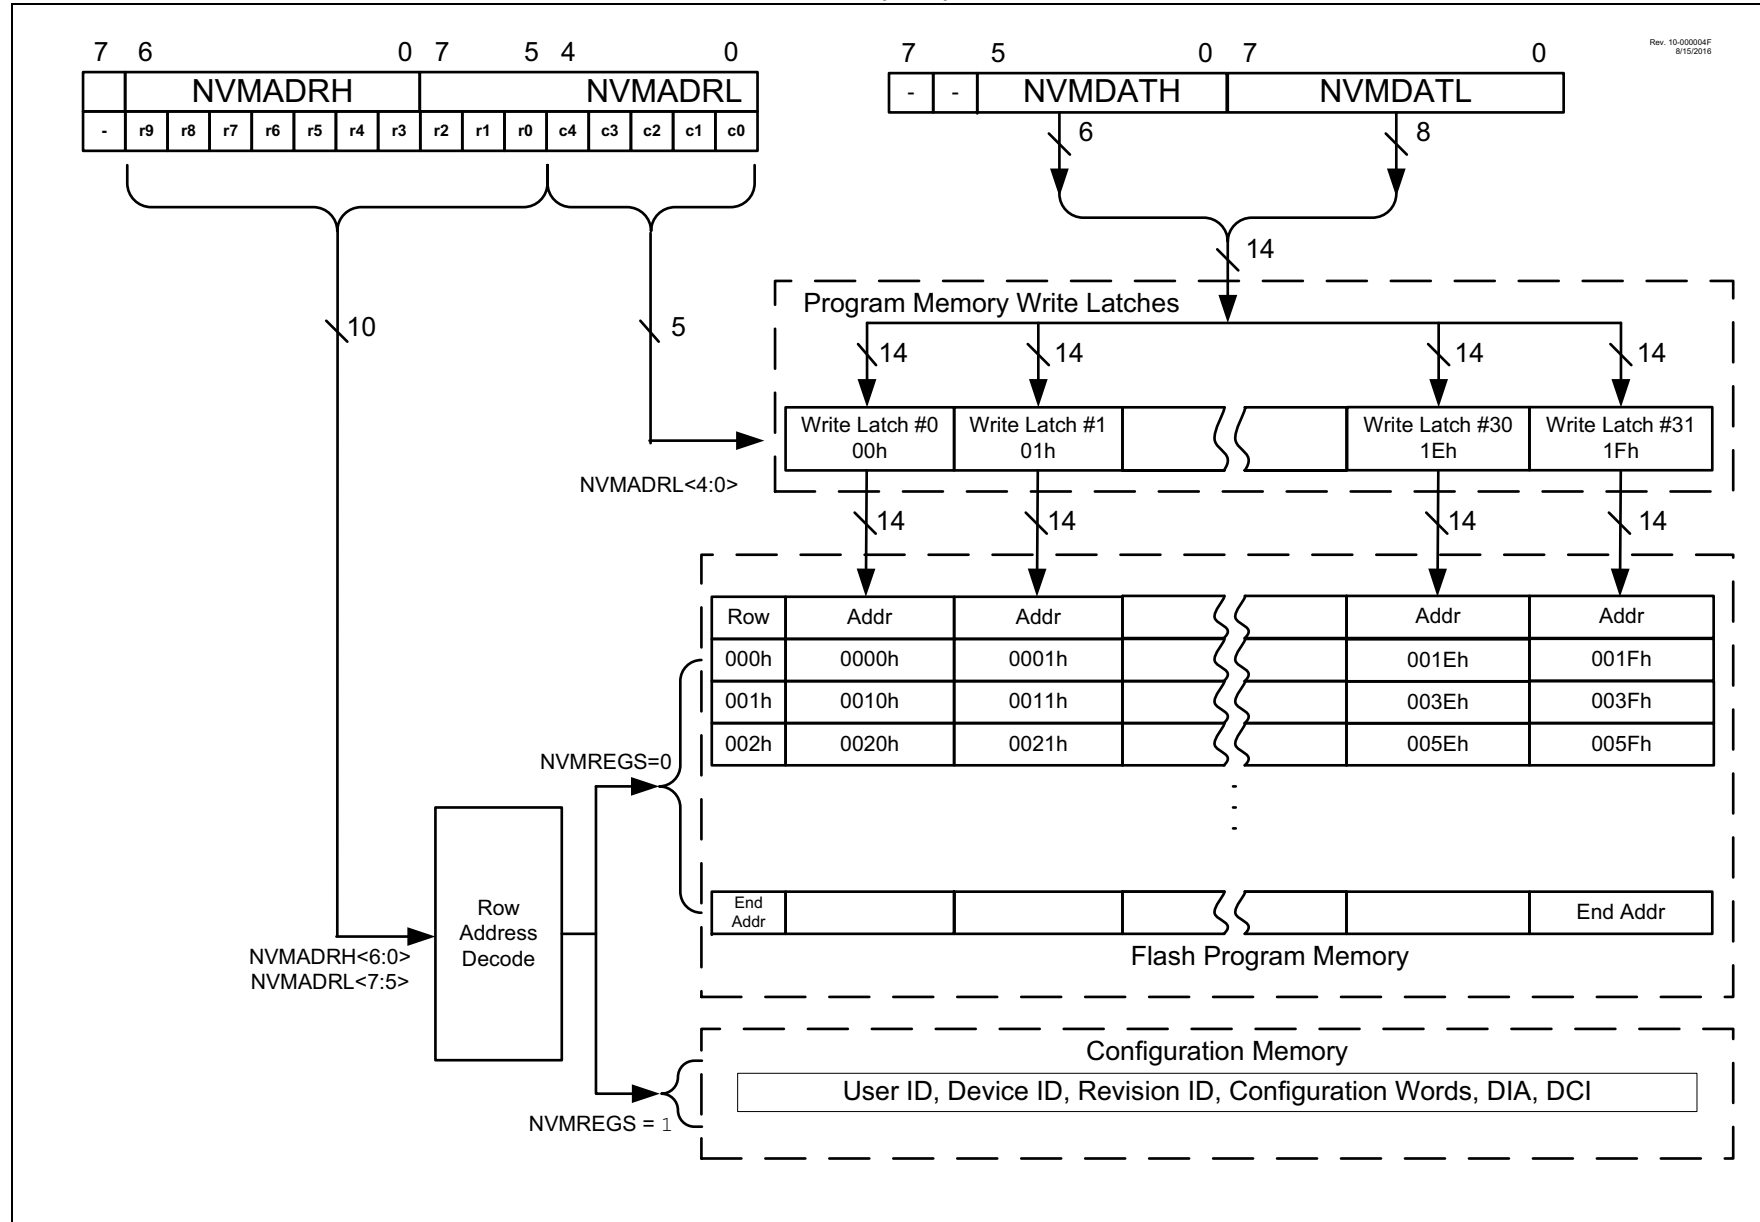 Rev. 10-000004F
8/15/2016
7 6 0 7 5 4 0
7 5 0 7 0
NVMADRH NVMADRL
- - NVMDATH NVMDATL
- r9 r8 r7 r6 r5 r4 r3 r2 r1 r0 c4 c3 c2 c1 c0
6 8
14
Program Memory Write Latches
10 5
14 14 14 14
Write Latch #0
00h
Write Latch #1
01h
Write Latch #30
1Eh
Write Latch #31
1Fh
NVMADRL<4:0>
14 14 14 14
Row Addr Addr Addr Addr
000h 0000h 0001h 001Eh 001Fh
001h 0010h 0011h 003Eh 003Fh
002h 0020h 0021h 005Eh 005Fh
NVMREGS=0
End
Addr
End Addr
Row
Address
Decode
NVMADRH<6:0>
NVMADRL<7:5>
Flash Program Memory
Configuration Memory
User ID, Device ID, Revision ID, Configuration Words, DIA, DCI
NVMREGS = 1